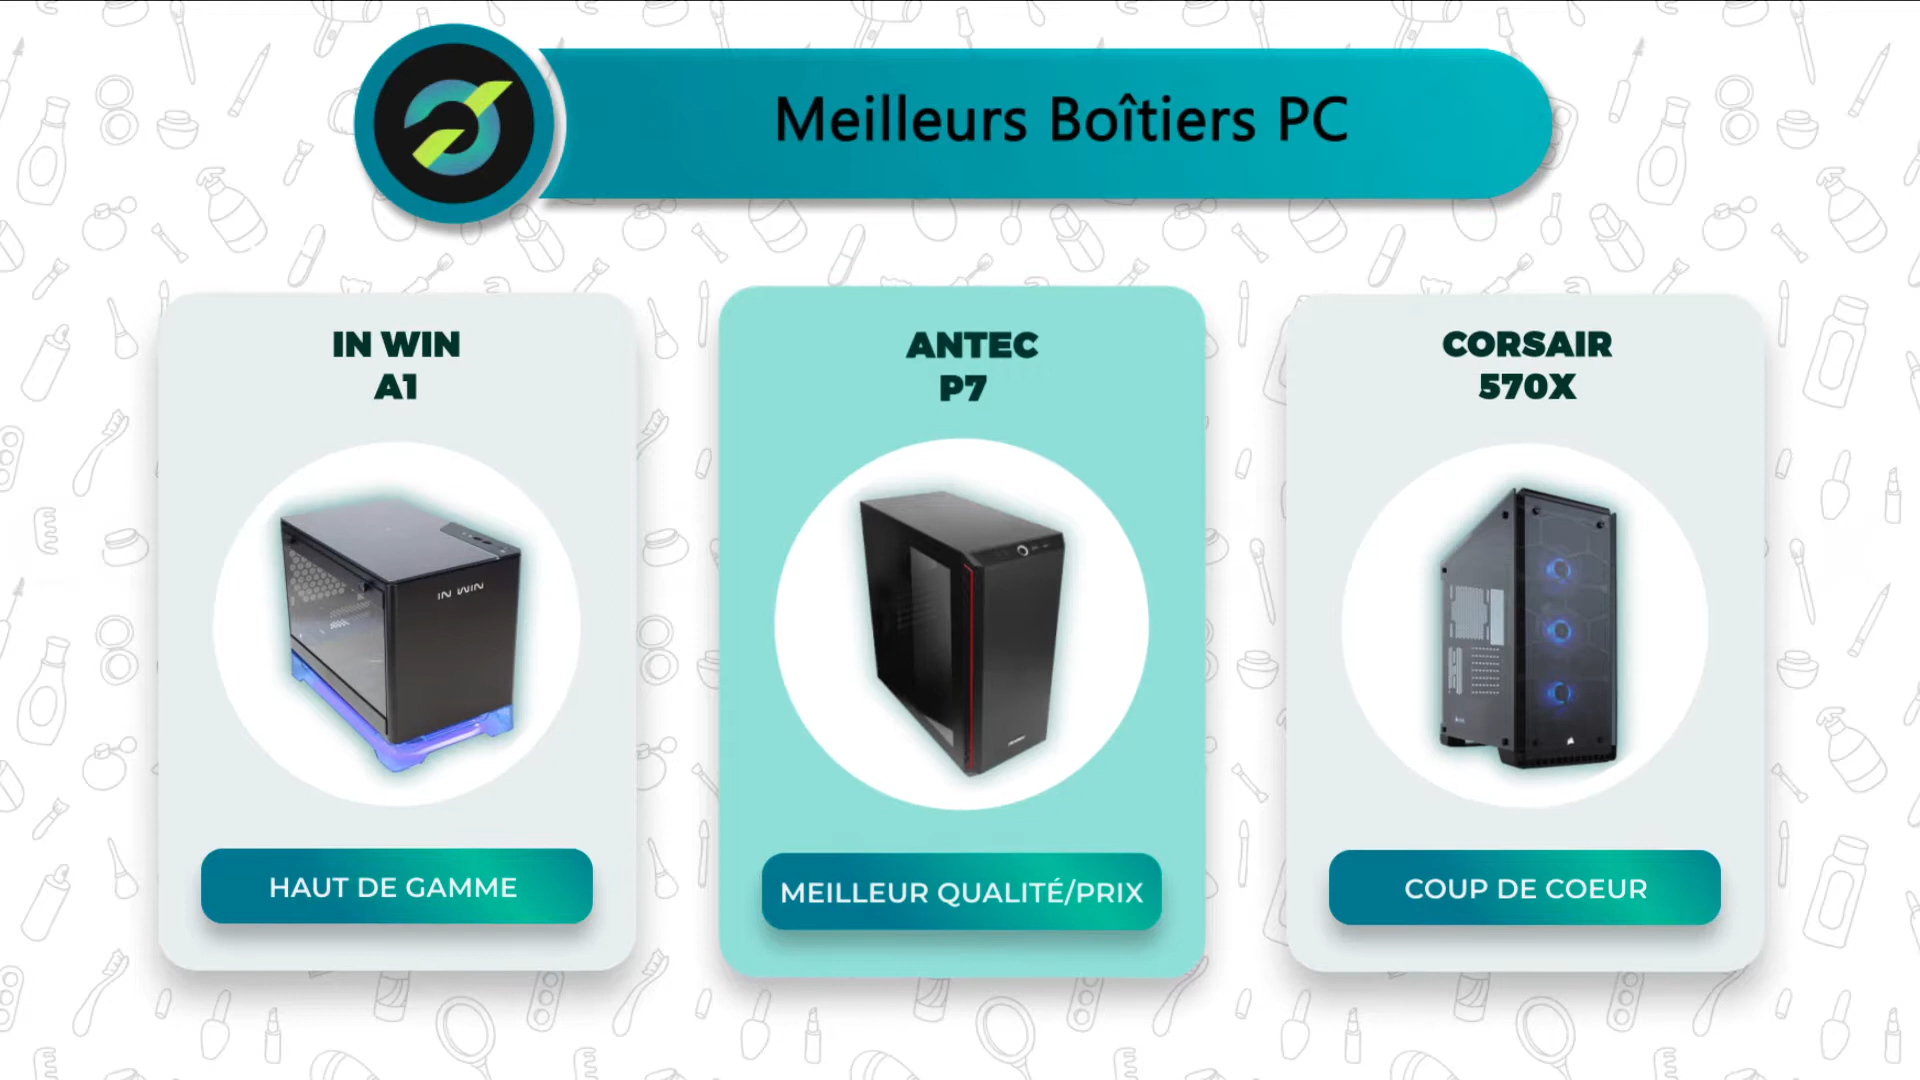 Meilleurs Boîtiers PC
IN WIN
A1
IN WIN
HAUT DE GAMME
ANTEC
P7
MEILLEUR QUALITÉ/PRIX
CORSAIR
570X
COUP DE COEUR